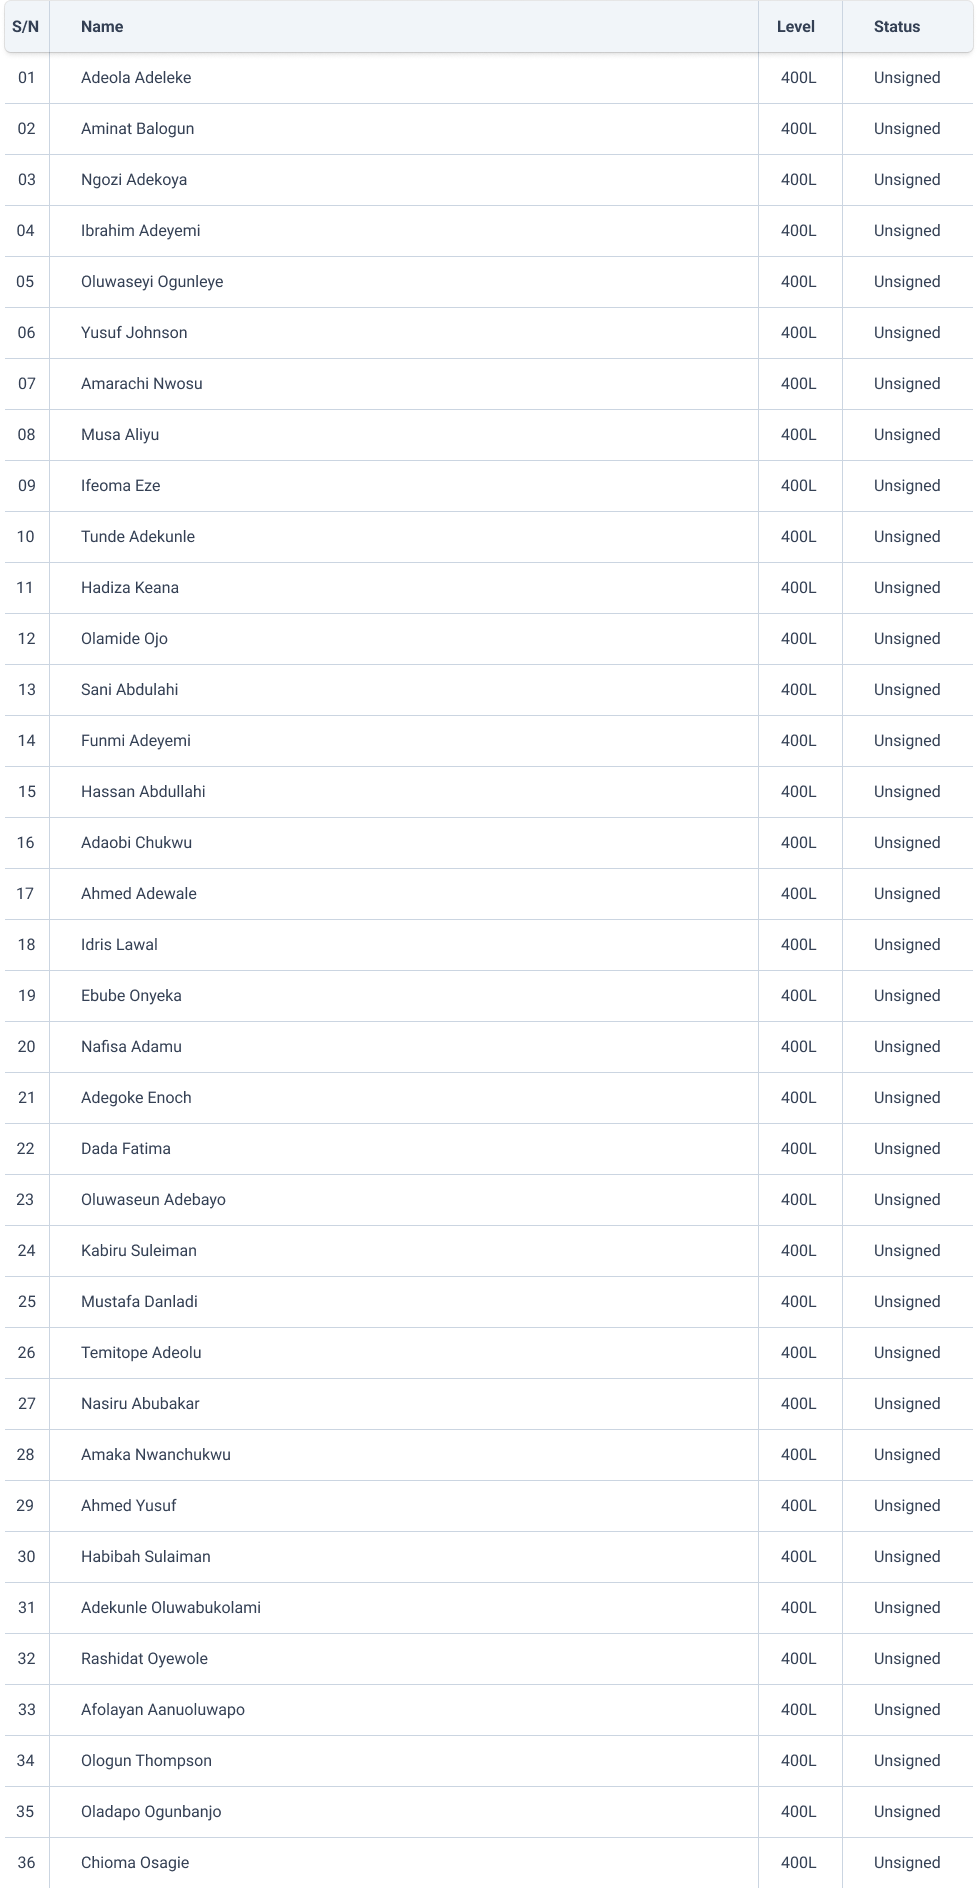 S/N Name Level Status
01 Adeola Adeleke 400L Unsigned
02 Aminat Balogun 400L Unsigned
03 Ngozi Adekoya 400L Unsigned
04 Ibrahim Adeyemi 400L Unsigned
05 Oluwaseyi Ogunleye 400L Unsigned
06 Yusuf Johnson 400L Unsigned
07 Amarachi Nwosu 400L Unsigned
08 Musa Aliyu 400L Unsigned
09 Ifeoma Eze 400L Unsigned
10 Tunde Adekunle 400L Unsigned
11 Hadiza Keana 400L Unsigned
12 Olamide Ojo 400L Unsigned
13 Sani Abdulahi 400L Unsigned
14 Funmi Adeyemi 400L Unsigned
15 Hassan Abdullahi 400L Unsigned
16 Adaobi Chukwu 400L Unsigned
17 Ahmed Adewale 400L Unsigned
18 Idris Lawal 400L Unsigned
19 Ebube Onyeka 400L Unsigned
20 Nafisa Adamu 400L Unsigned
21 Adegoke Enoch 400L Unsigned
22 Dada Fatima 400L Unsigned
23 Oluwaseun Adebayo 400L Unsigned
24 Kabiru Suleiman 400L Unsigned
25 Mustafa Danladi 400L Unsigned
26 Temitope Adeolu 400L Unsigned
27 Nasiru Abubakar 400L Unsigned
28 Amaka Nwanchukwu 400L Unsigned
29 Ahmed Yusuf 400L Unsigned
30 Habibah Sulaiman 400L Unsigned
31 Adekunle Oluwabukolami 400L Unsigned
32 Rashidat Oyewole 400L Unsigned
33 Afolayan Aanuoluwapo 400L Unsigned
34 Ologun Thompson 400L Unsigned
35 Oladapo Ogunbanjo 400L Unsigned
36 Chioma Osagie 400L Unsigned